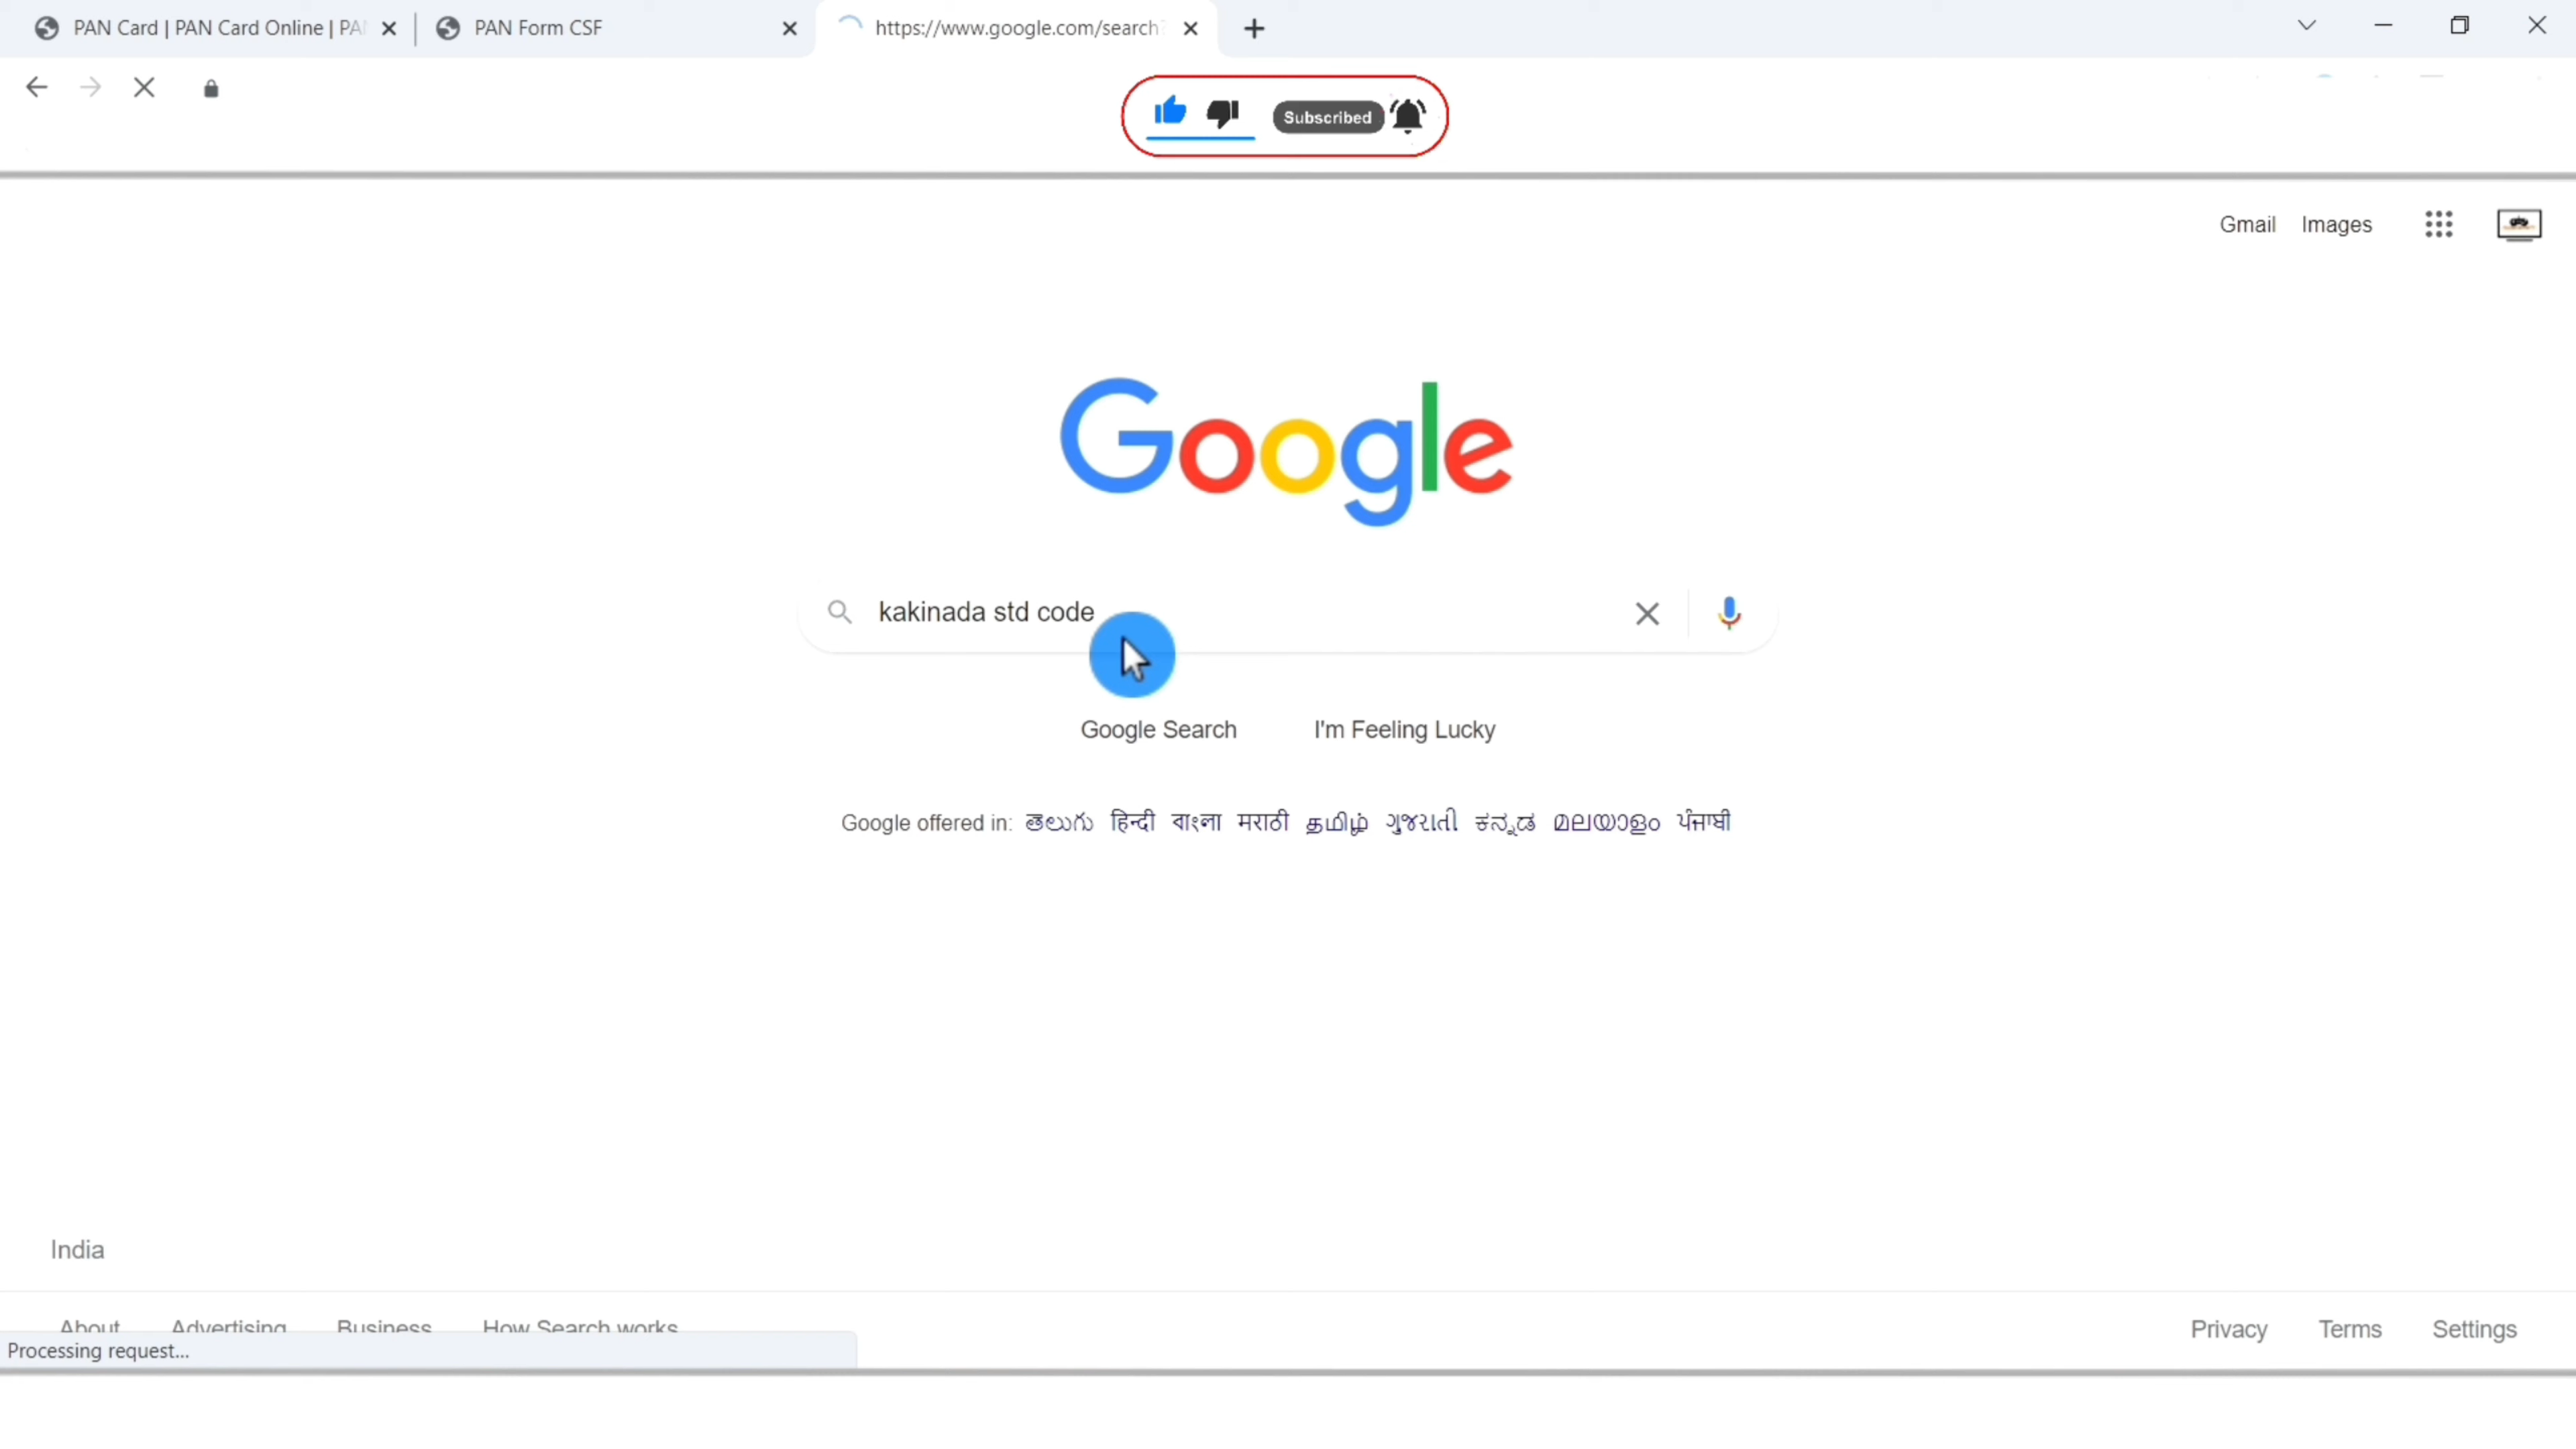 PAN Card | PAN Card Online | PAN
PAN Form CSF
https://www.google.com/search?
Subscribed
Gmail Images
Google
kakinada std code
Google Search I'm Feeling Lucky
Google offered in: తెలుగు हिन्दी বাংলা मराठी தமிழ் ગુજરાતી ಕನ್ನಡ മലയാളം ਪੰਜਾਬੀ
India
About Advertising Business How Search works Privacy Terms Settings
Processing request...